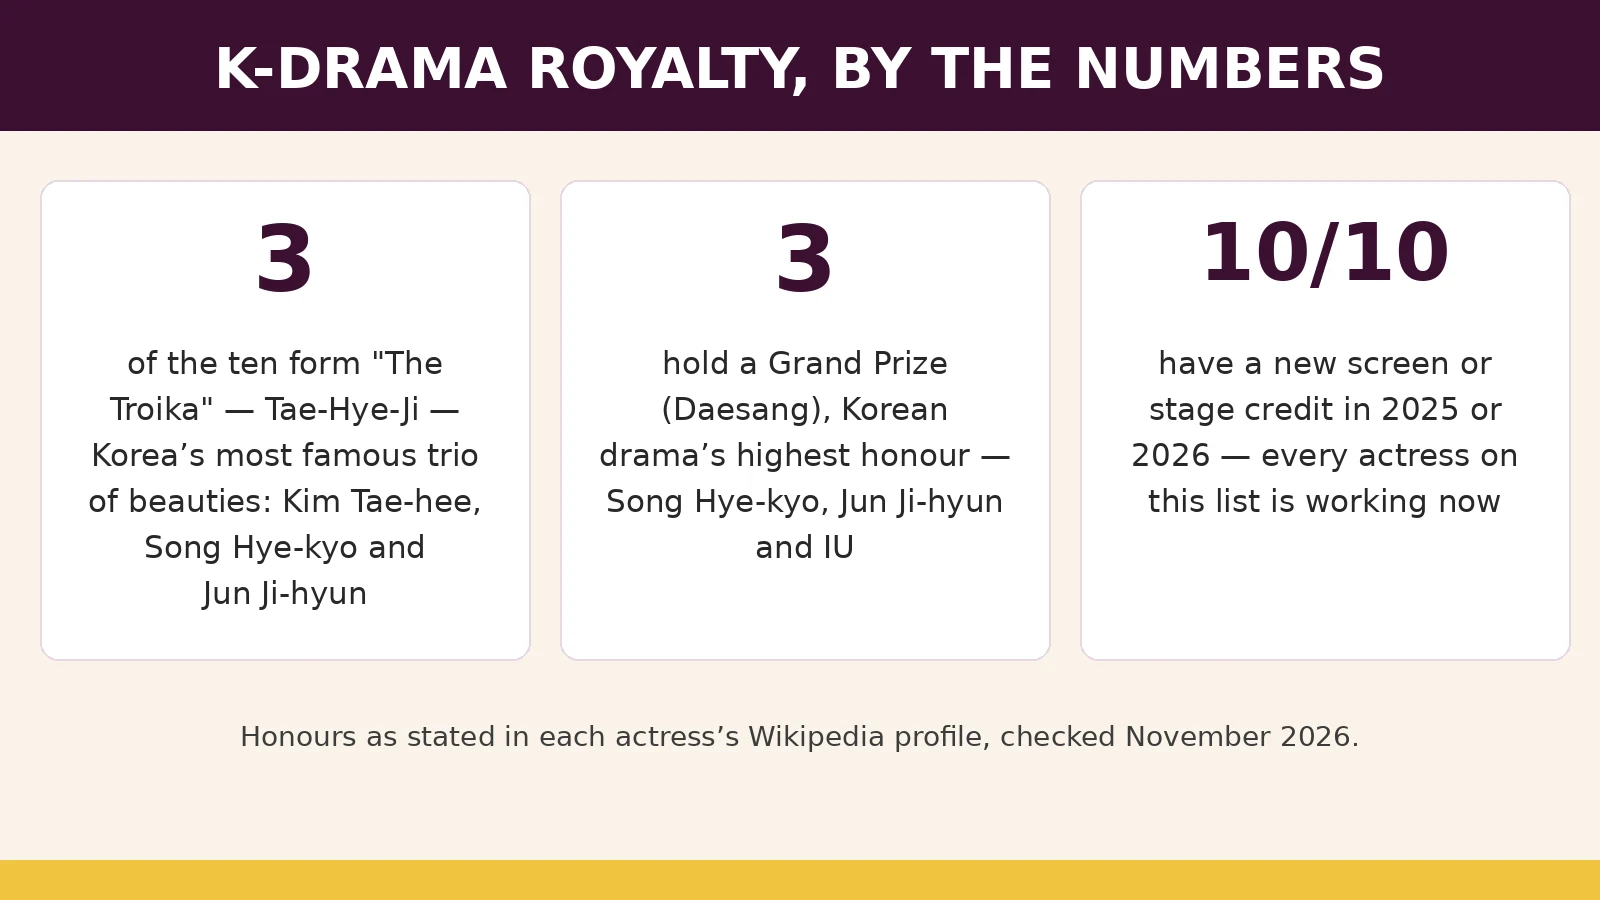 K-DRAMA ROYALTY, BY THE NUMBERS
3
of the ten form "The
Troika" — Tae-Hye-Ji —
Korea’s most famous trio
of beauties: Kim Tae-hee,
Song Hye-kyo and
Jun Ji-hyun
3
hold a Grand Prize
(Daesang), Korean
drama’s highest honour —
Song Hye-kyo, Jun Ji-hyun
and IU
10/10
have a new screen or
stage credit in 2025 or
2026 — every actress on
this list is working now
Honours as stated in each actress’s Wikipedia profile, checked November 2026.